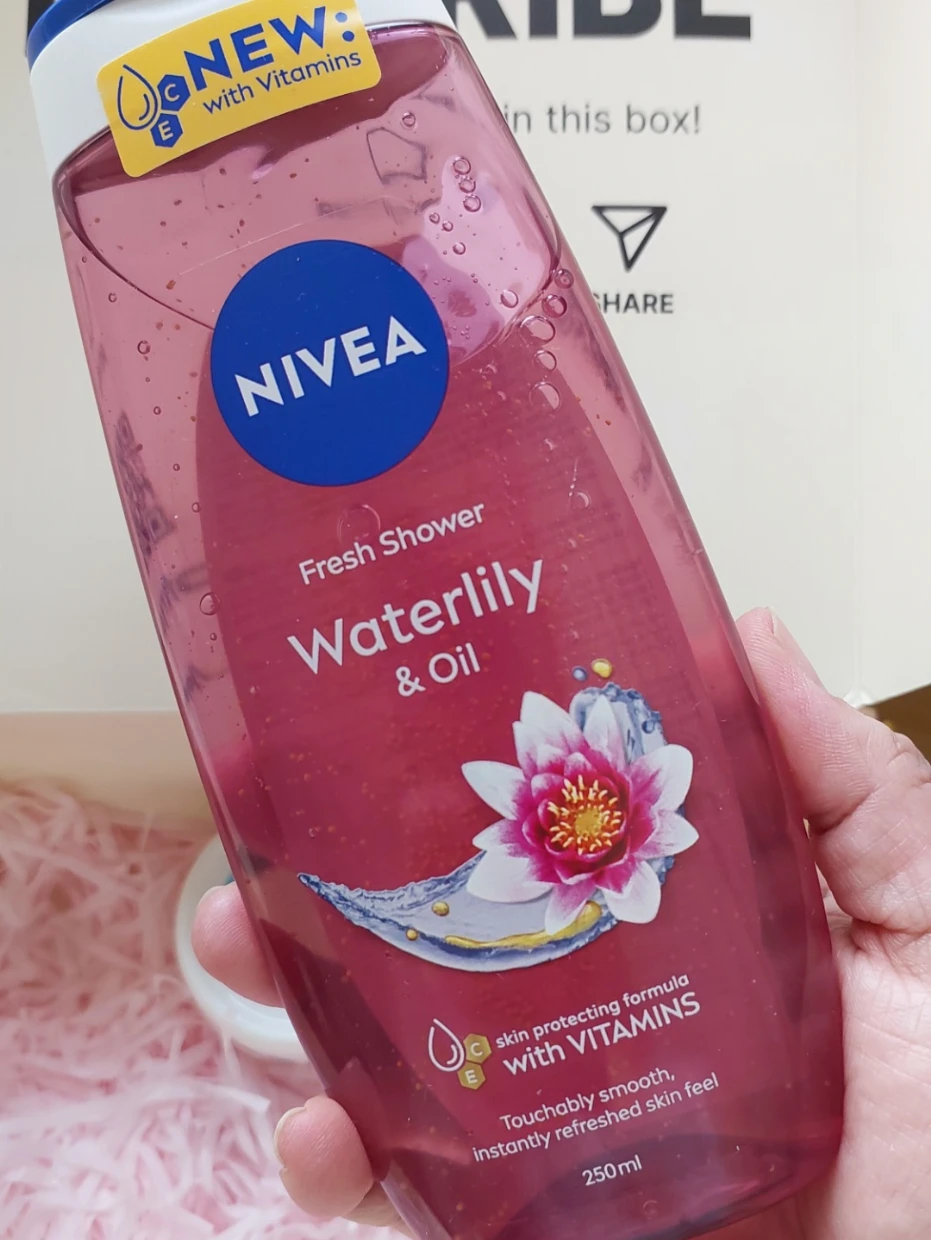 NEW:
with Vitamins
C
E
in this box!
SHARE
NIVEA
Fresh Shower
Waterlily
& Oil
skin protecting formula
with VITAMINS
C
E
Touchably smooth,
instantly refreshed skin feel
250ml